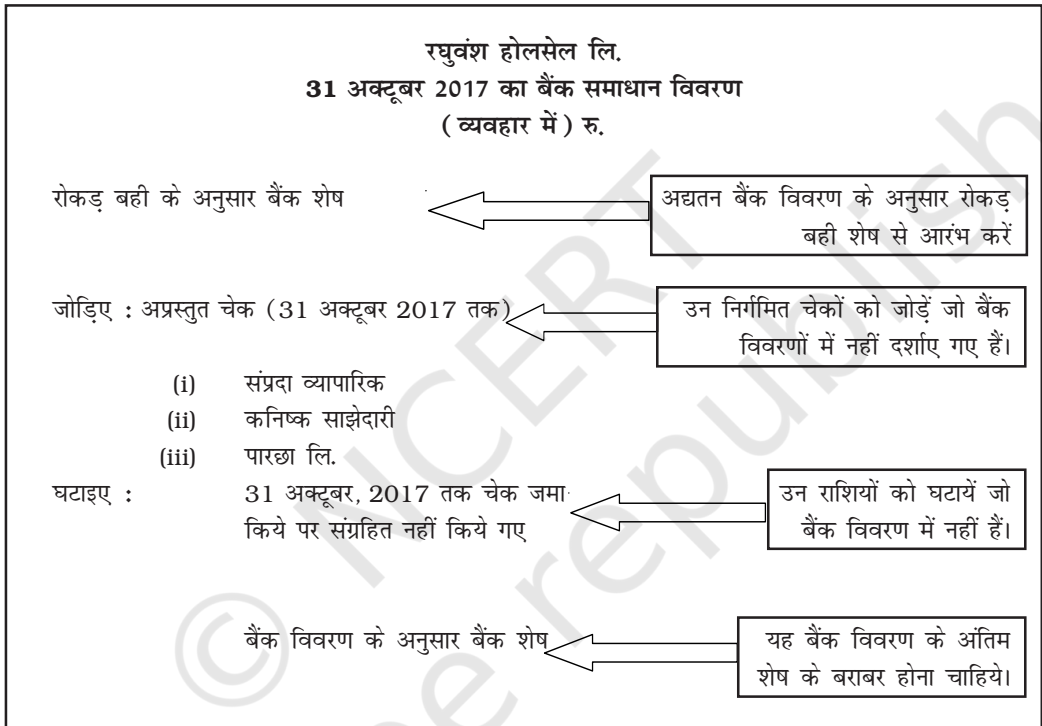 रघुवंश होलसेल लि.
31 अक्टूबर 2017 का बैंक समाधान विवरण
( व्यवहार में ) रु.
रोकड़ बही के अनुसार बैंक शेष
अद्यतन बैंक विवरण के अनुसार रोकड़
बही शेष से आरंभ करें
जोड़िए : अप्रस्तुत चेक (31 अक्टूबर 2017 तक)
उन निर्गमित चेकों को जोड़ें जो बैंक
विवरणों में नहीं दर्शाए गए हैं।
(i) संप्रदा व्यापारिक
(ii) कनिष्क साझेदारी
(iii) पारछा लि.
घटाइए : 31 अक्टूबर, 2017 तक चेक जमा
किये पर संग्रहित नहीं किये गए
उन राशियों को घटायें जो
बैंक विवरण में नहीं हैं।
बैंक विवरण के अनुसार बैंक शेष
यह बैंक विवरण के अंतिम
शेष के बराबर होना चाहिये।
© NCERT
be republish